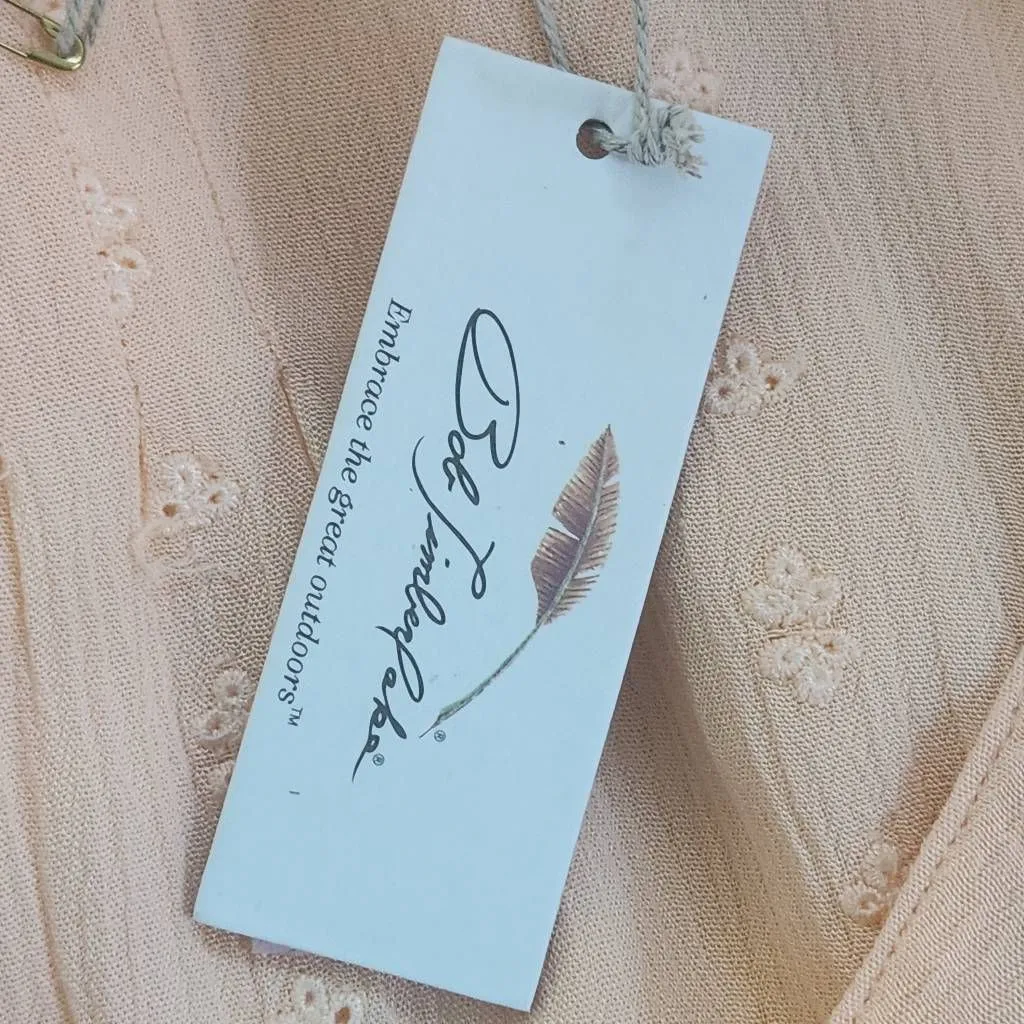 Bob Timberlake®
®
Embrace the great outdoors™